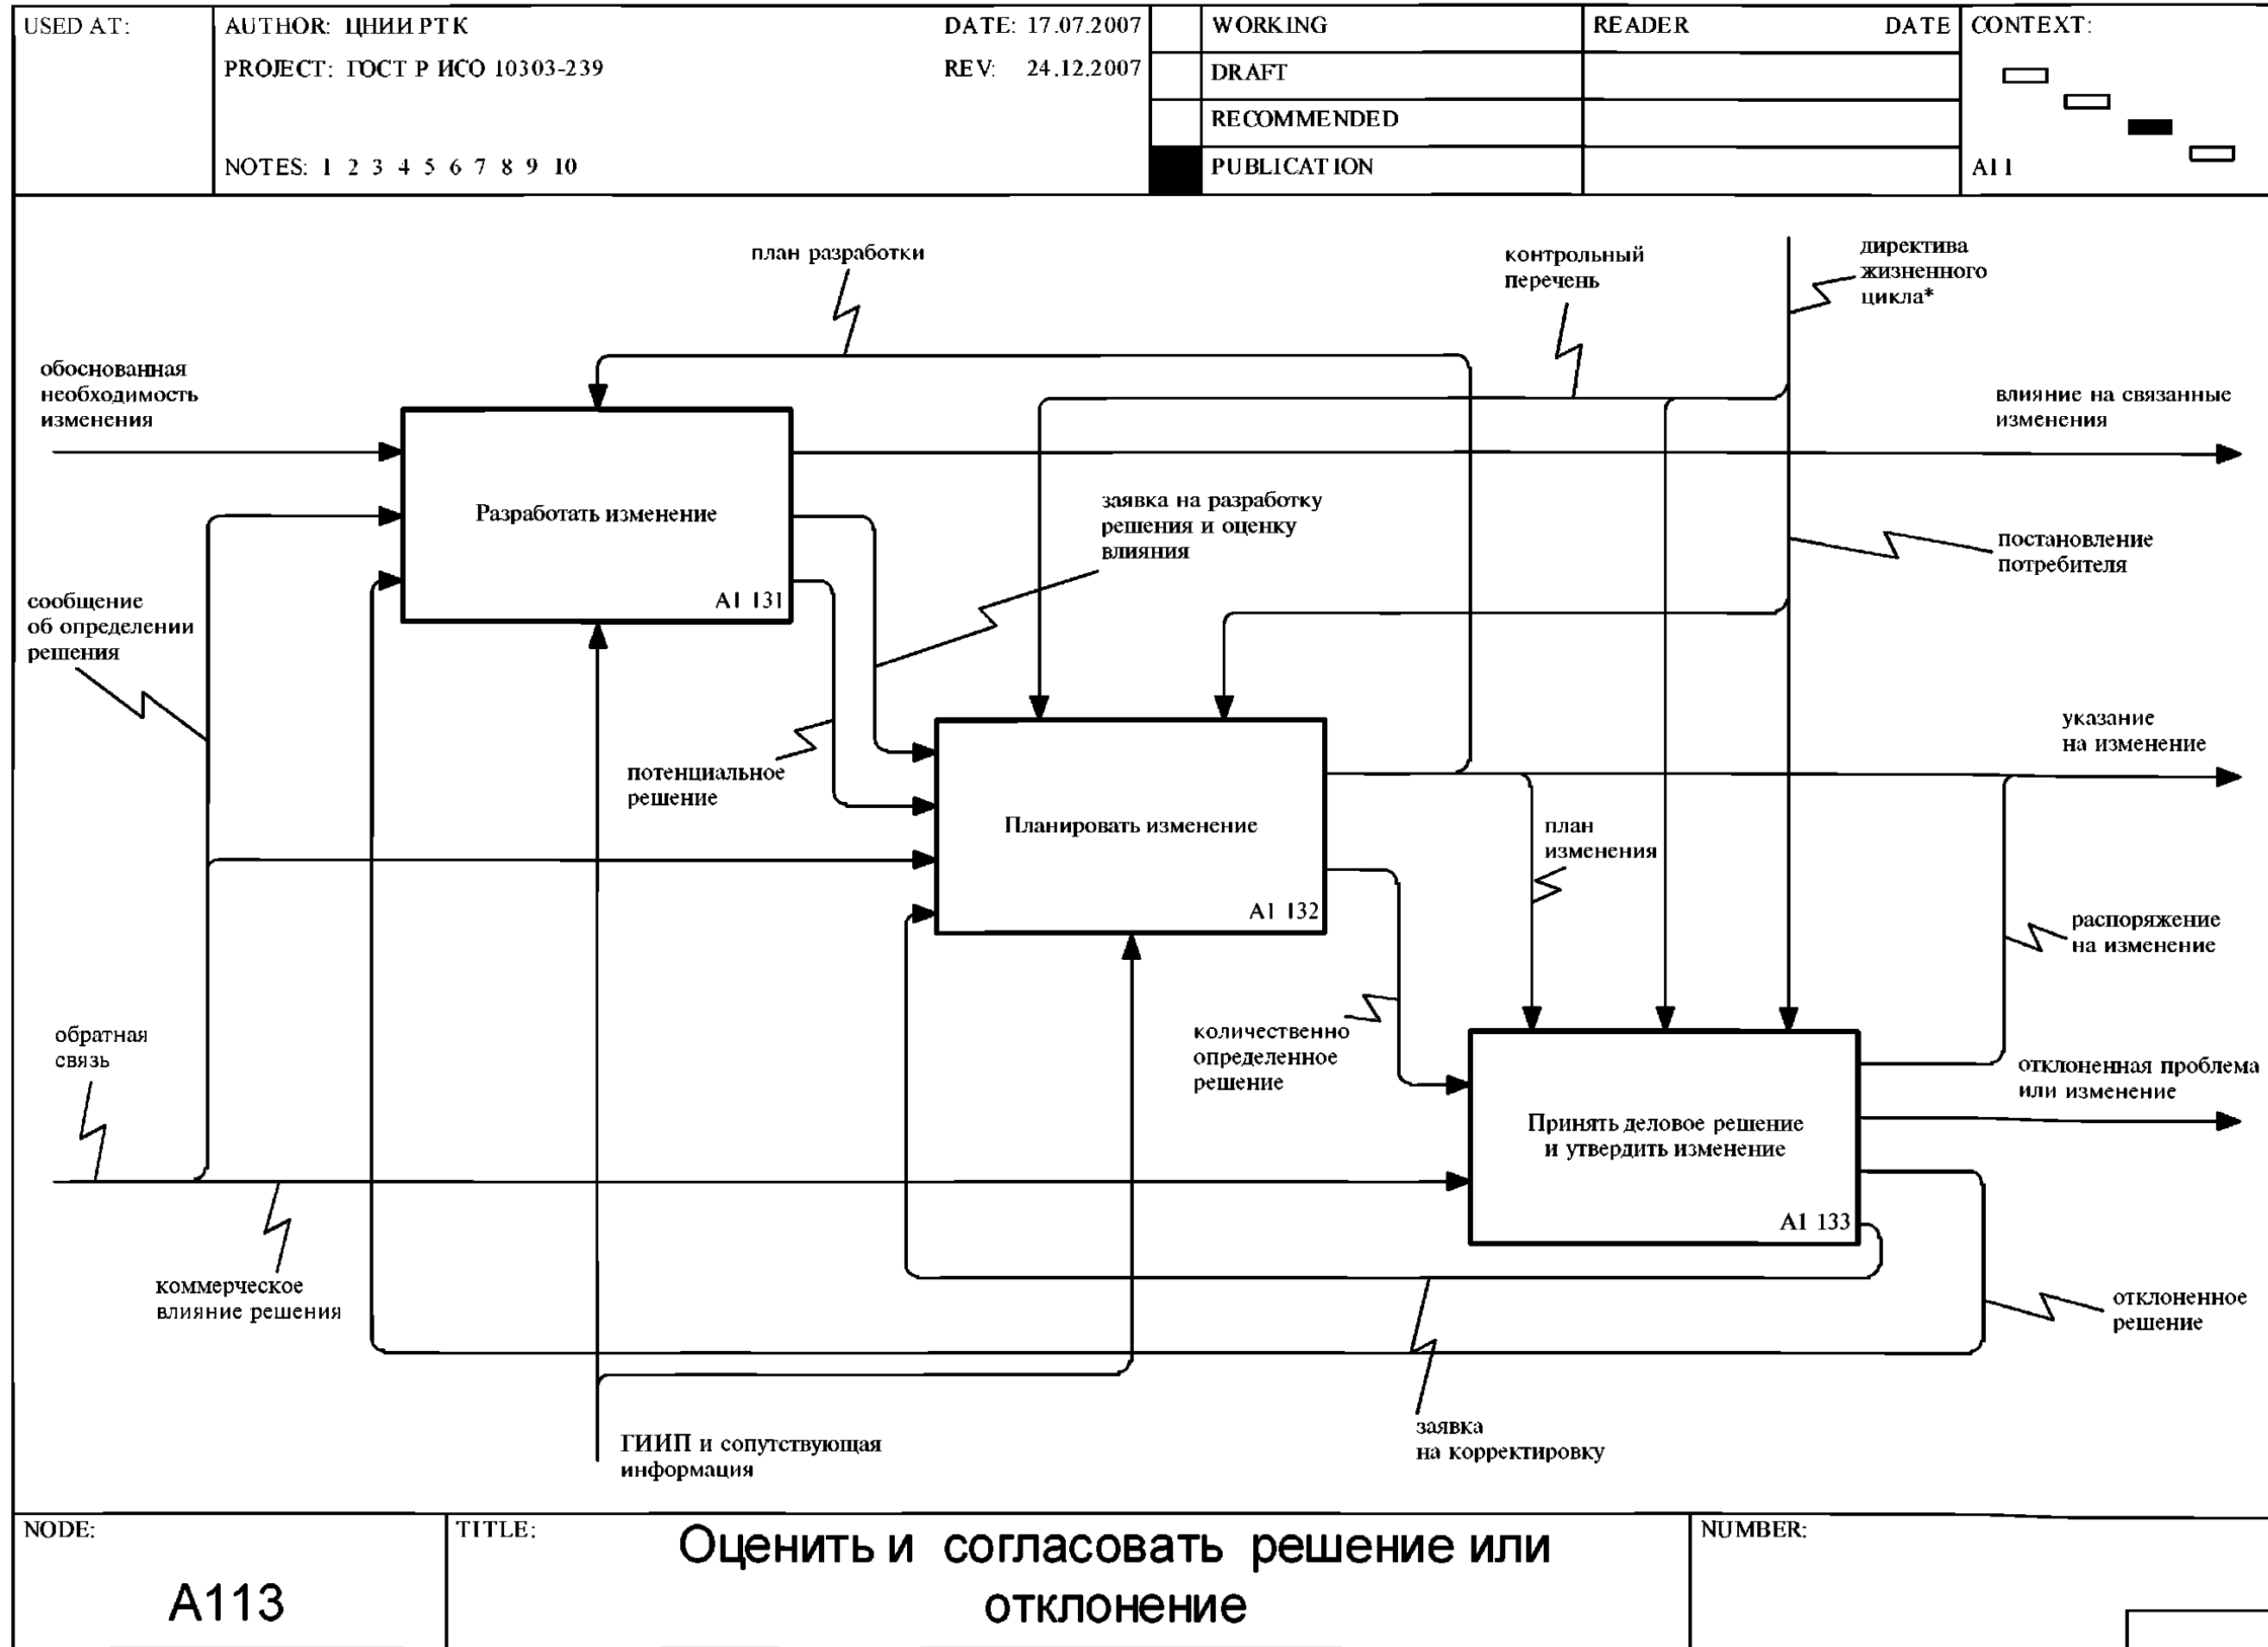 USED AT:
AUTHOR: ЦНИИ РТК
DATE: 17.07.2007
PROJECT: ГОСТ Р ИСО 10303-239
REV: 24.12.2007
NOTES: 1 2 3 4 5 6 7 8 9 10
WORKING
DRAFT
RECOMMENDED
PUBLICATION
READER
DATE
CONTEXT:
A11
план разработки
контрольный
перечень
директива
жизненного
цикла*
обоснованная
необходимость
изменения
влияние на связанные
изменения
Разработать изменение
A1 131
заявка на разработку
решения и оценку
влияния
постановление
потребителя
сообщение
об определении
решения
потенциальное
решение
указание
на изменение
Планировать изменение
A1 132
план
изменения
распоряжение
на изменение
обратная
связь
количественно
определенное
решение
отклоненная проблема
или изменение
Принять деловое решение
и утвердить изменение
A1 133
коммерческое
влияние решения
отклоненное
решение
ГИИП и сопутствующая
информация
заявка
на корректировку
NODE:
A113
TITLE:
Оценить и согласовать решение или
отклонение
NUMBER: